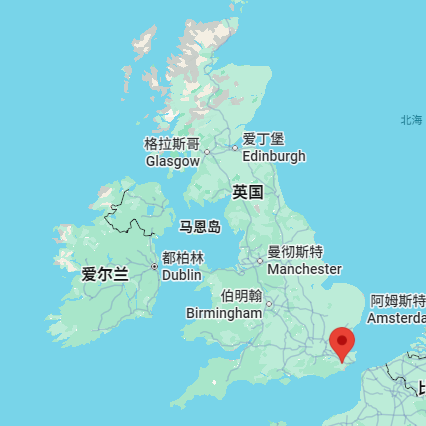 北海
格拉斯哥
Glasgow
爱丁堡
Edinburgh
英国
马恩岛
都柏林
Dublin
爱尔兰
曼彻斯特
Manchester
伯明翰
Birmingham
阿姆斯特
Amsterda
比